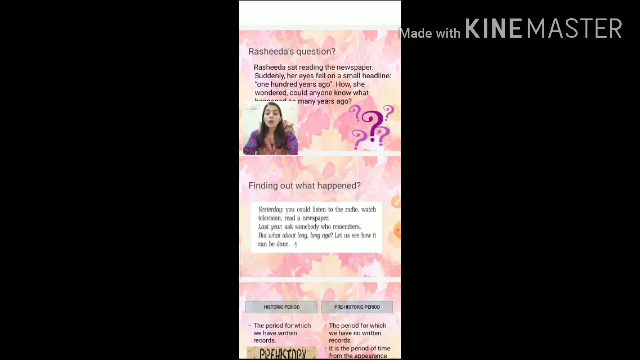 Made with KINEMASTER
Rasheeda's question?
Rasheeda sat reading the newspaper.
Suddenly, her eyes fell on a small headline:
"one hundred years ago". How, she
wondered, could anyone know what
happened so many years ago?
Finding out what happened?
Yesterday: you could listen to the radio, watch
television, read a newspaper.
Last year: ask somebody who remembers.
But what about long, long ago? Let us see how it
can be done.
HISTORIC PERIOD
PREHISTORIC PERIOD
The period for which
we have written
records.
The period for which
we have no written
records.
It is the period of time
from the appearance
PREHISTORY